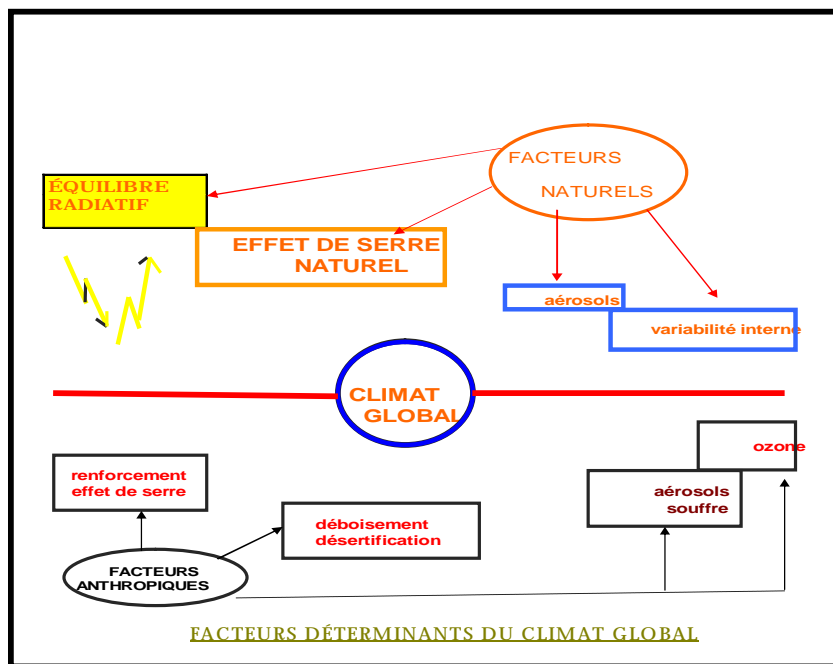 FACTEURS
NATURELS
ÉQUILIBRE
RADIATIF
EFFET DE SERRE
NATUREL
aérosols
variabilité interne
CLIMAT
GLOBAL
ozone
renforcement
effet de serre
aérosols
souffre
déboisement
désertification
FACTEURS
ANTHROPIQUES
FACTEURS DÉTERMINANTS DU CLIMAT GLOBAL